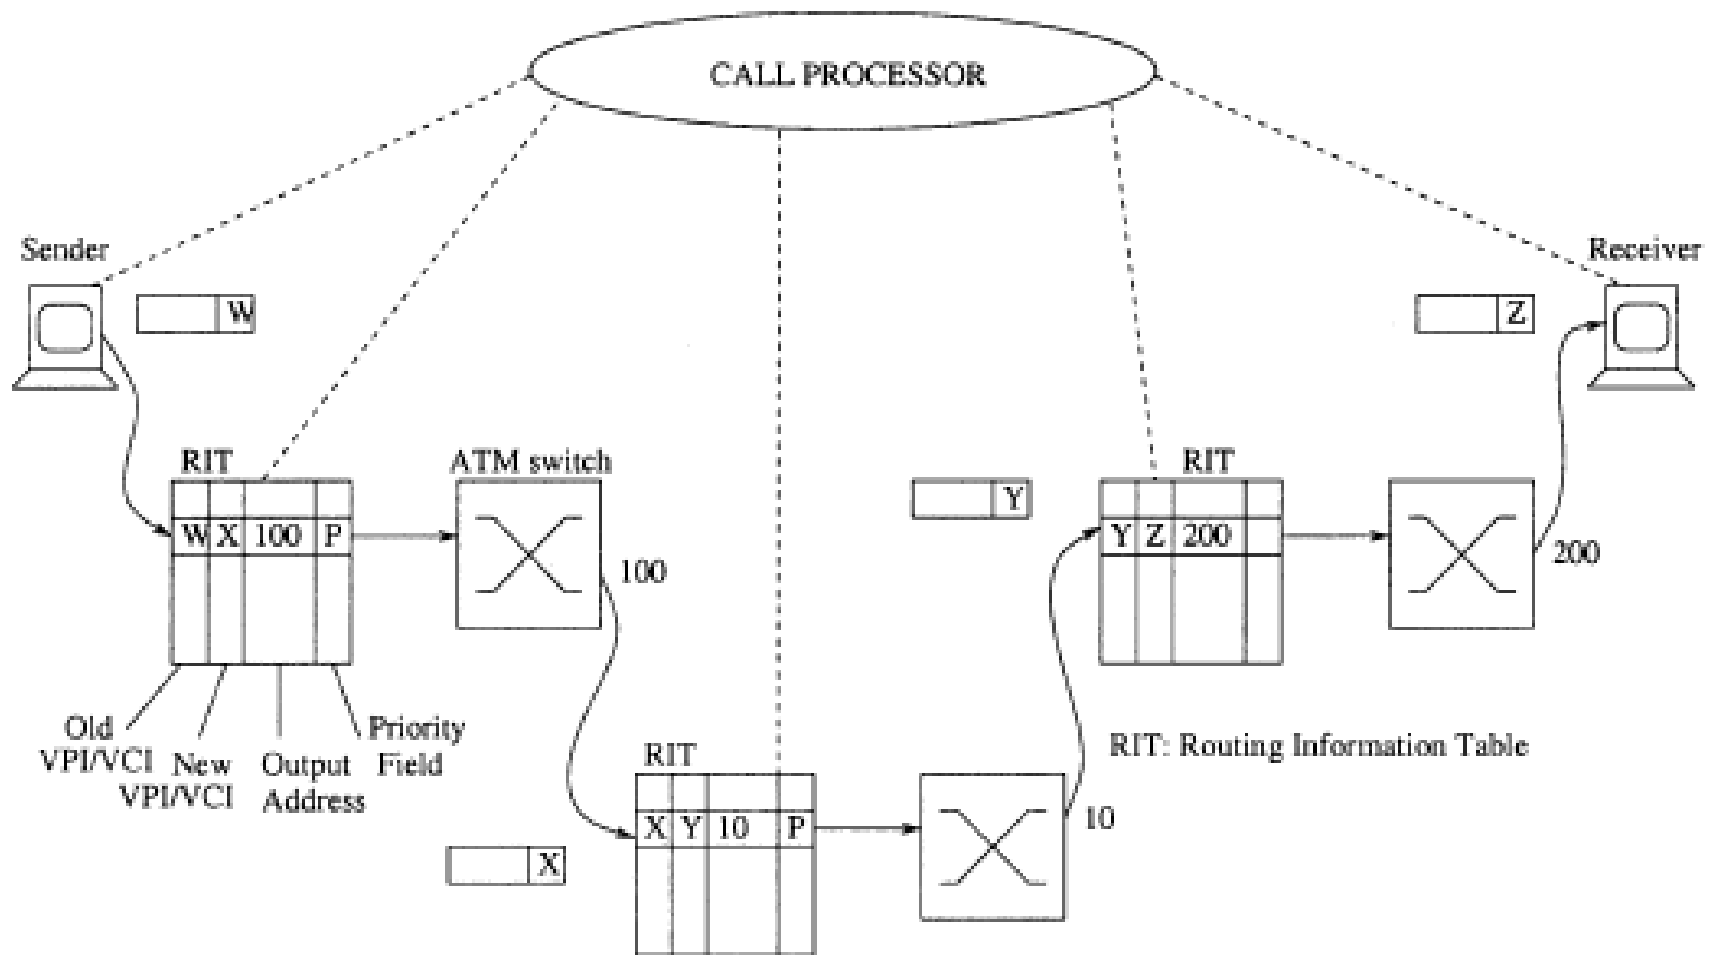 CALL PROCESSOR
Sender
Receiver
W
Z
RIT
ATM switch
RIT
Y
W X 100 P
Y Z 200
100
200
Old VPI/VCI
New VPI/VCI
Output Address
Priority Field
RIT
RIT: Routing Information Table
X Y 10 P
10
X